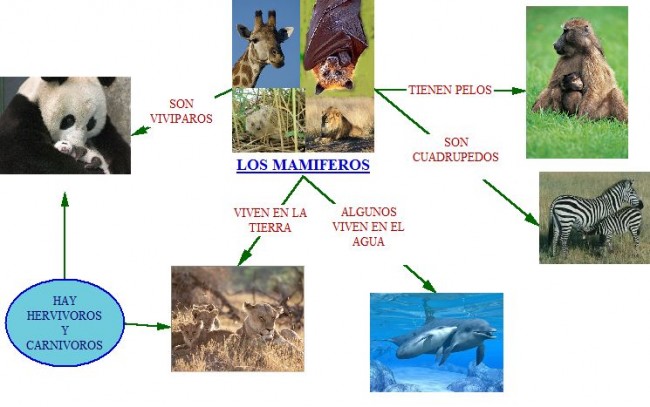 LOS MAMIFEROS
SON
VIVIPAROS
TIENEN PELOS
SON
CUADRUPEDOS
VIVEN EN LA
TIERRA
ALGUNOS
VIVEN EN EL
AGUA
HAY
HERVIVOROS
Y
CARNIVOROS